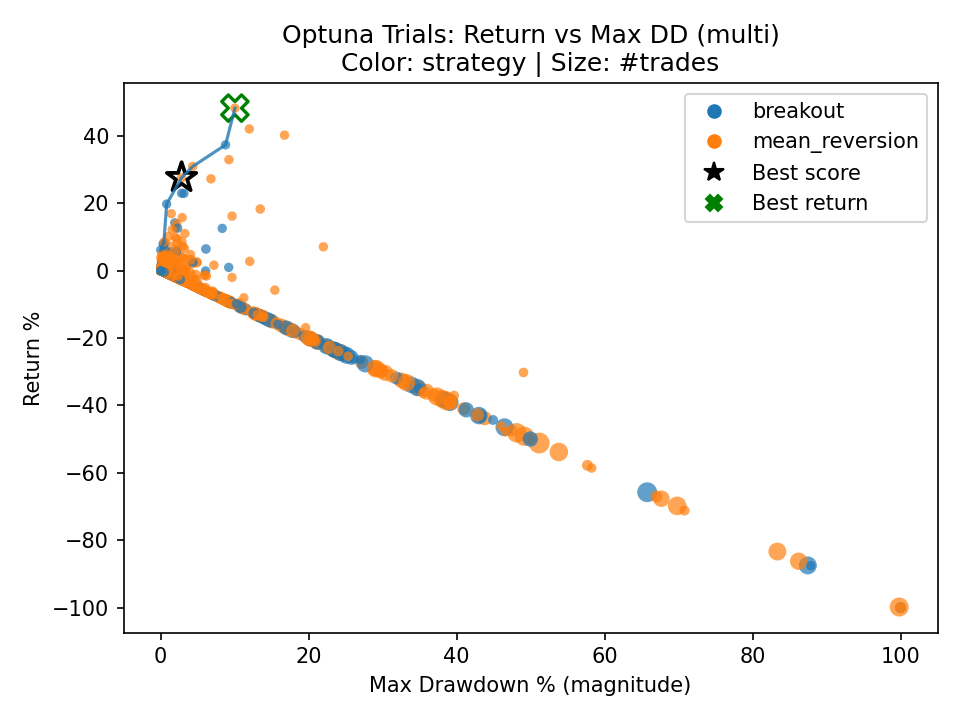 Optuna Trials: Return vs Max DD (multi)
Color: strategy | Size: #trades
breakout
mean_reversion
Best score
Best return
Return %
40
20
0
−20
−40
−60
−80
−100
0
20
40
60
80
100
Max Drawdown % (magnitude)